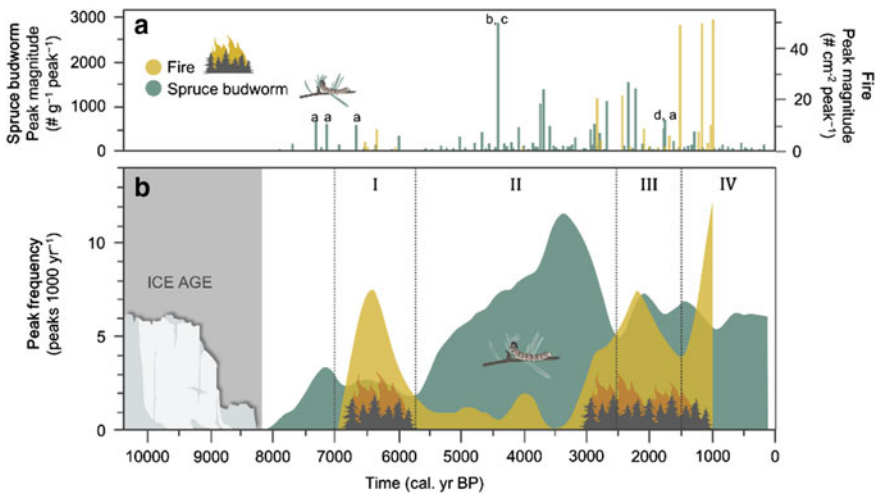 a
Spruce budworm
Peak magnitude
(# g⁻¹ peak⁻¹)
3000
2000
1000
0
Fire
Spruce budworm
a a a
b, c
d, a
40
20
0
Fire
Peak magnitude
(# cm⁻² peak⁻¹)
b
I II III IV
ICE AGE
Peak frequency
(peaks 1000 yr⁻¹)
10
5
0
10000 9000 8000 7000 6000 5000 4000 3000 2000 1000 0
Time (cal. yr BP)